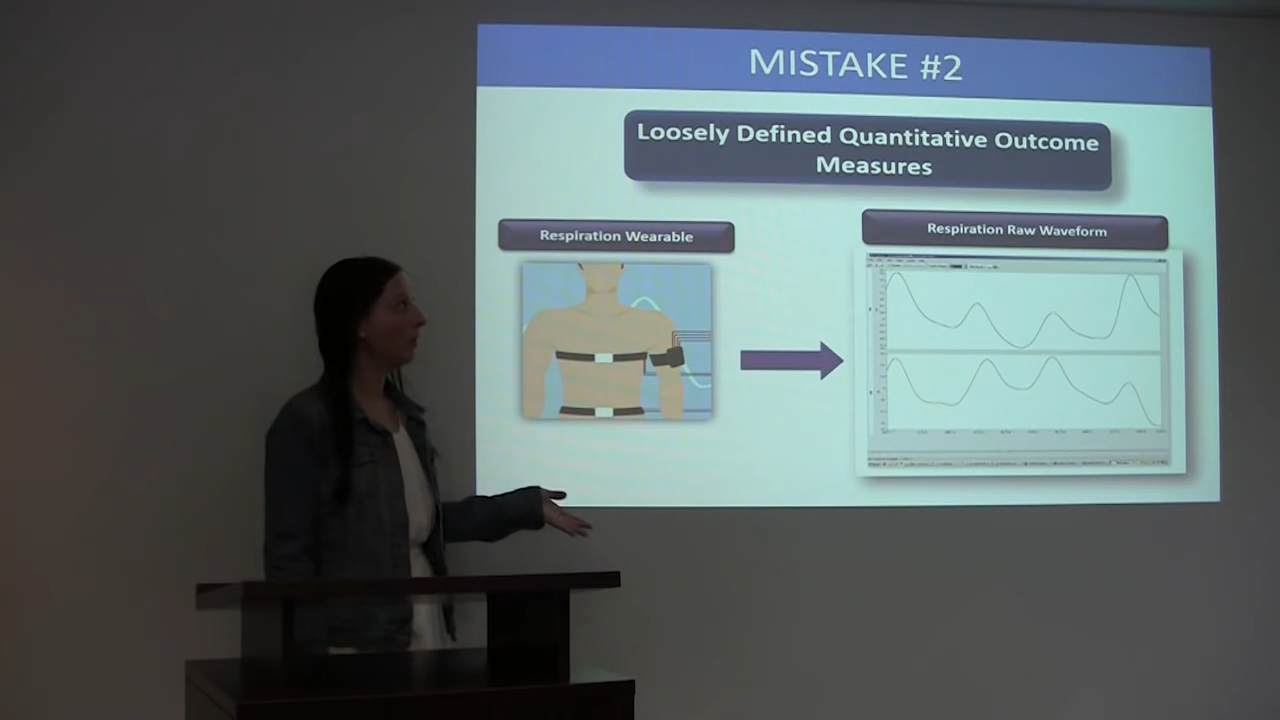 MISTAKE #2
Loosely Defined Quantitative Outcome
Measures
Respiration Wearable
Respiration Raw Waveform